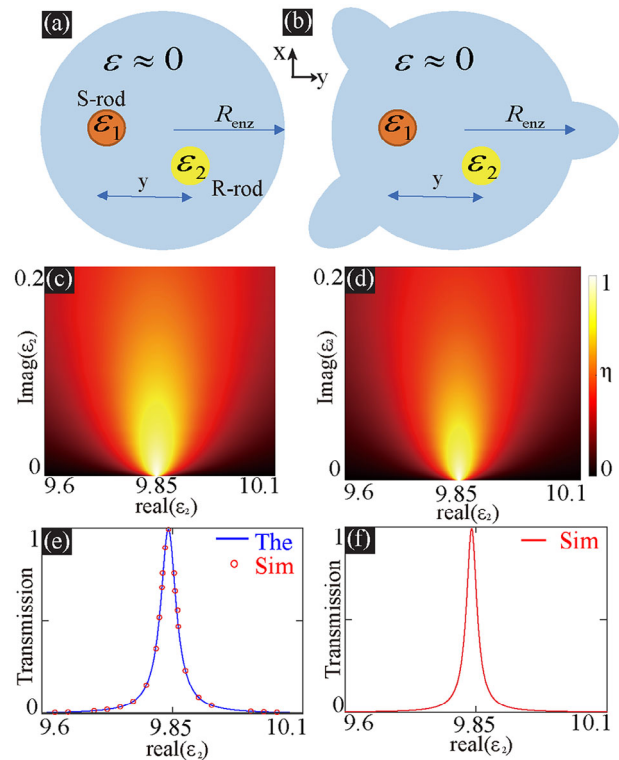 (a)
ε ≈ 0
S-rod
ε₁
R_enz
ε₂
y
R-rod
(b)
x
y
ε ≈ 0
ε₁
R_enz
ε₂
y
(c)
0.2
Imag(ε₂)
0
9.6 9.85 10.1
real(ε₂)
(d)
0.2
Imag(ε₂)
0
9.6 9.85 10.1
real(ε₂)
1
η
0
(e)
1
The
Sim
Transmission
0
9.6 9.85 10.1
real(ε₂)
(f)
1
Sim
Transmission
0
9.6 9.85 10.1
real(ε₂)